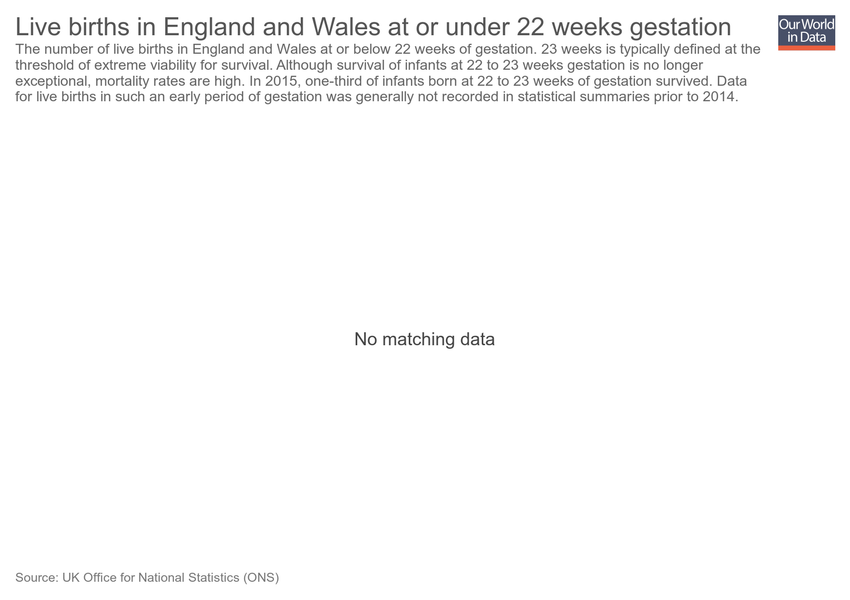 Live births in England and Wales at or under 22 weeks gestation
Our World
in Data
The number of live births in England and Wales at or below 22 weeks of gestation. 23 weeks is typically defined at the
threshold of extreme viability for survival. Although survival of infants at 22 to 23 weeks gestation is no longer
exceptional, mortality rates are high. In 2015, one-third of infants born at 22 to 23 weeks of gestation survived. Data
for live births in such an early period of gestation was generally not recorded in statistical summaries prior to 2014.
No matching data
Source: UK Office for National Statistics (ONS)